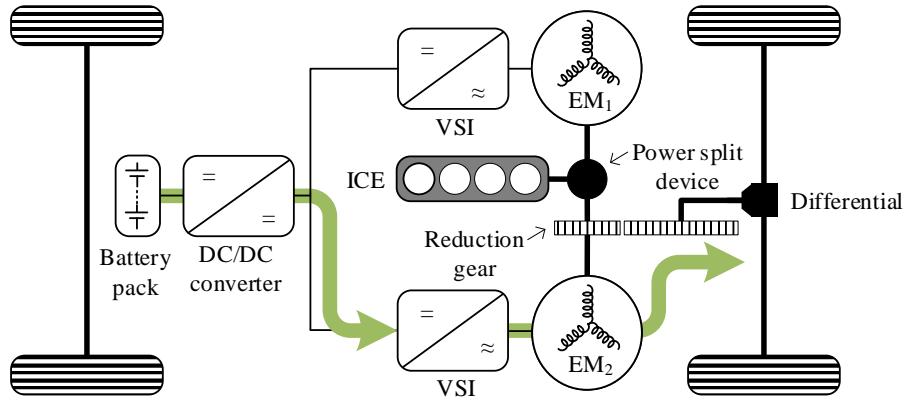 VSI
EM₁
ICE
Power split
device
Differential
Battery
pack
DC/DC
converter
Reduction
gear
VSI
EM₂